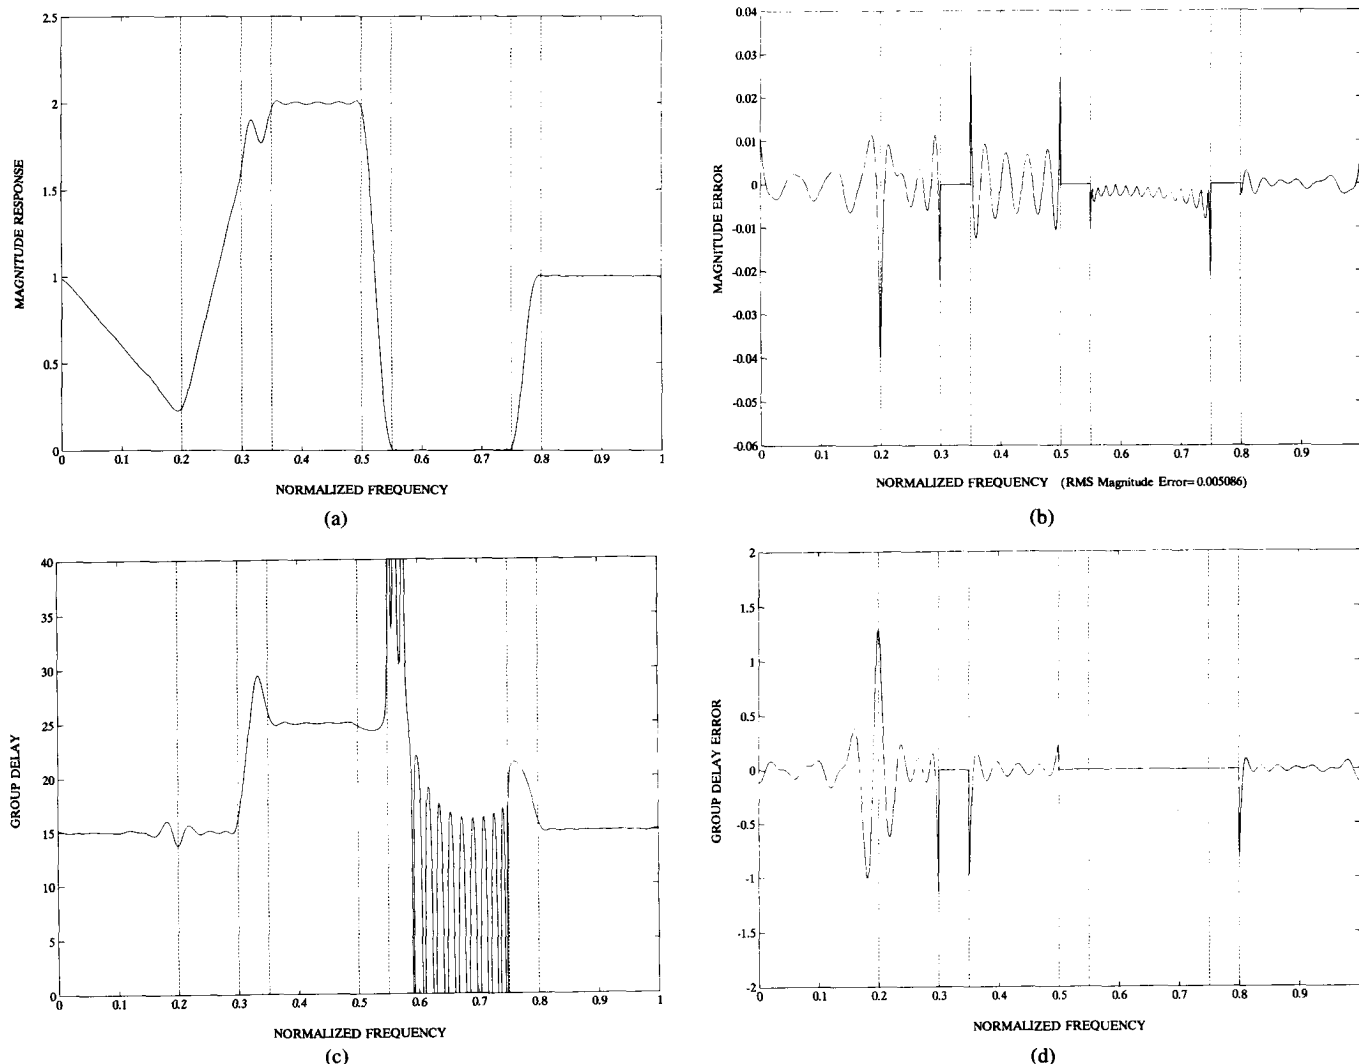 2.5
2
1.5
1
0.5
0
MAGNITUDE RESPONSE
0 0.1 0.2 0.3 0.4 0.5 0.6 0.7 0.8 0.9 1
NORMALIZED FREQUENCY
(a)
0.04
0.03
0.02
0.01
0
-0.01
-0.02
-0.03
-0.04
-0.05
-0.06
MAGNITUDE ERROR
0 0.1 0.2 0.3 0.4 0.5 0.6 0.7 0.8 0.9
NORMALIZED FREQUENCY (RMS Magnitude Error=0.005086)
(b)
40
35
30
25
20
15
10
5
0
GROUP DELAY
0 0.1 0.2 0.3 0.4 0.5 0.6 0.7 0.8 0.9 1
NORMALIZED FREQUENCY
(c)
2
1.5
1
0.5
0
-0.5
-1
-1.5
-2
GROUP DELAY ERROR
0 0.1 0.2 0.3 0.4 0.5 0.6 0.7 0.8 0.9
NORMALIZED FREQUENCY
(d)